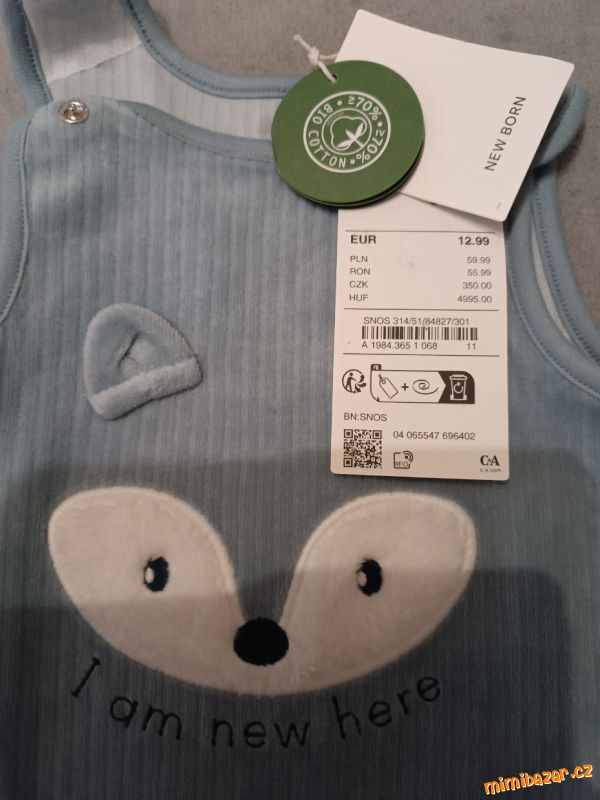 ≥70%
BIO COTTON
≥70%
NEW BORN
EUR 12.99
PLN 59.99
RON 55.99
CZK 350.00
HUF 4995.00
SNOS 314/51/84827/301
A 1984.365 1 068 11
FR
BN:SNOS
04 065547 696402
RFID
C&A
I am new here
mimibazar.cz